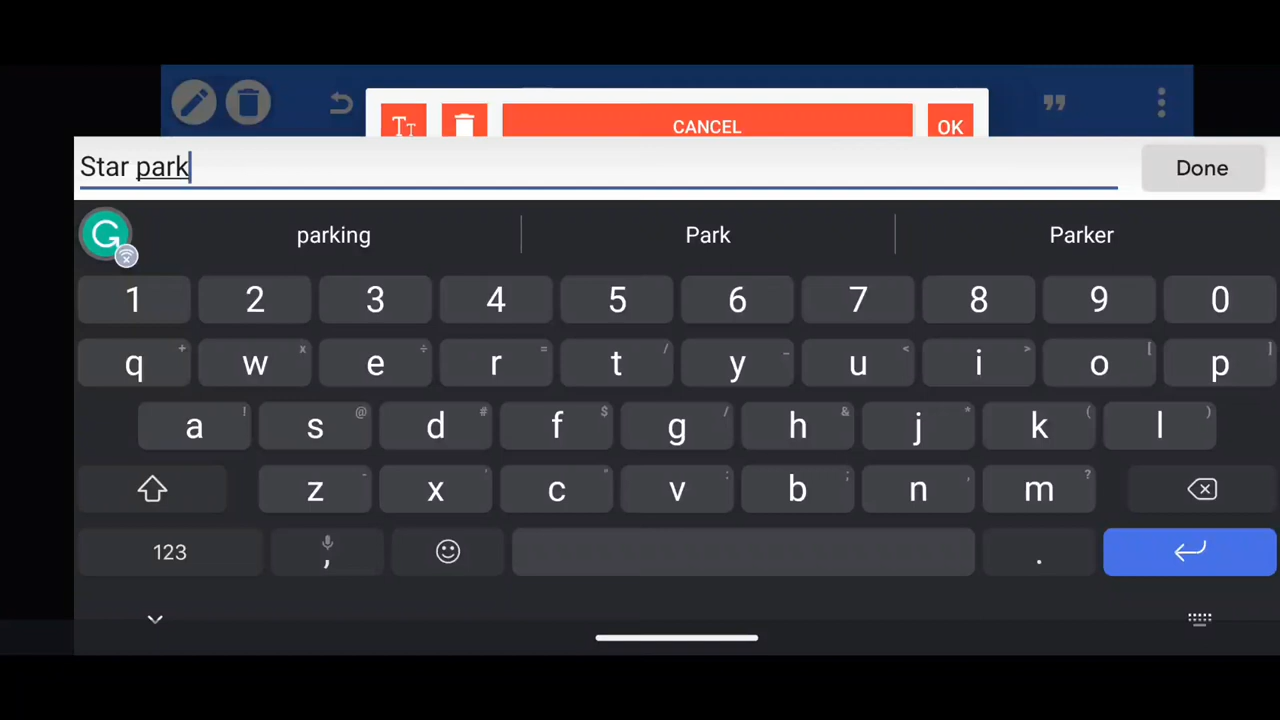 TT CANCEL OK
Star park Done
parking Park Parker
1 2 3 4 5 6 7 8 9 0
q + w x e ÷ r = t / y _ u < i > o [ p ]
a ! s @ d # f $ g / h & j * k ( l )
z - x ' c " v : b ; n , m ?
123 , .